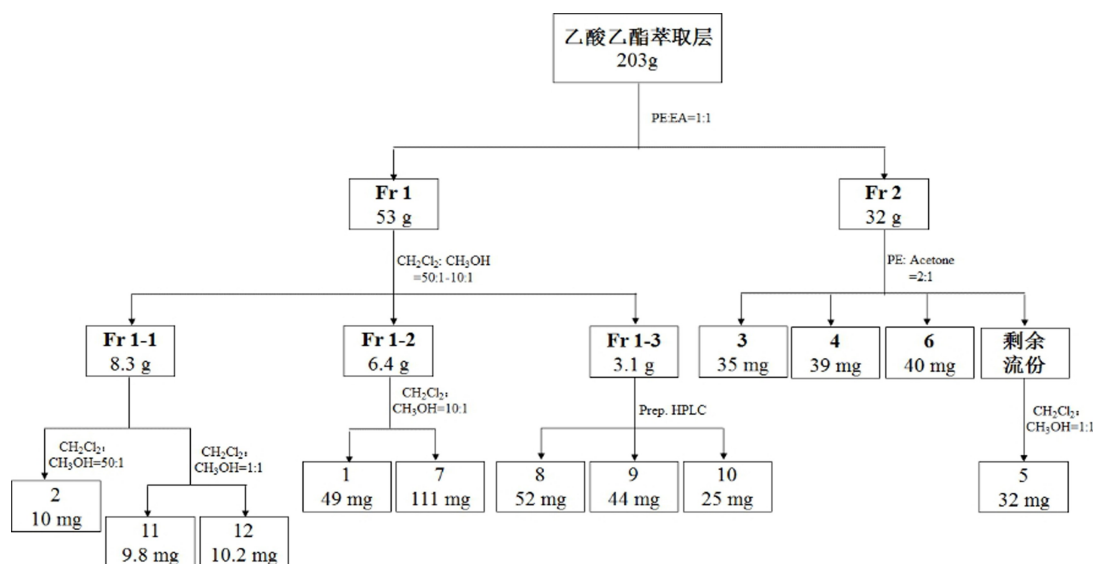 乙酸乙酯萃取层
203g
PE:EA=1:1
Fr 1
53 g
Fr 2
32 g
CH₂Cl₂: CH₃OH
=50:1-10:1
PE: Acetone
=2:1
Fr 1-1
8.3 g
Fr 1-2
6.4 g
Fr 1-3
3.1 g
3
35 mg
4
39 mg
6
40 mg
剩余
流份
CH₂Cl₂:
CH₃OH=50:1
CH₂Cl₂:
CH₃OH=1:1
CH₂Cl₂:
CH₃OH=10:1
Prep. HPLC
CH₂Cl₂:
CH₃OH=1:1
2
10 mg
11
9.8 mg
12
10.2 mg
1
49 mg
7
111 mg
8
52 mg
9
44 mg
10
25 mg
5
32 mg